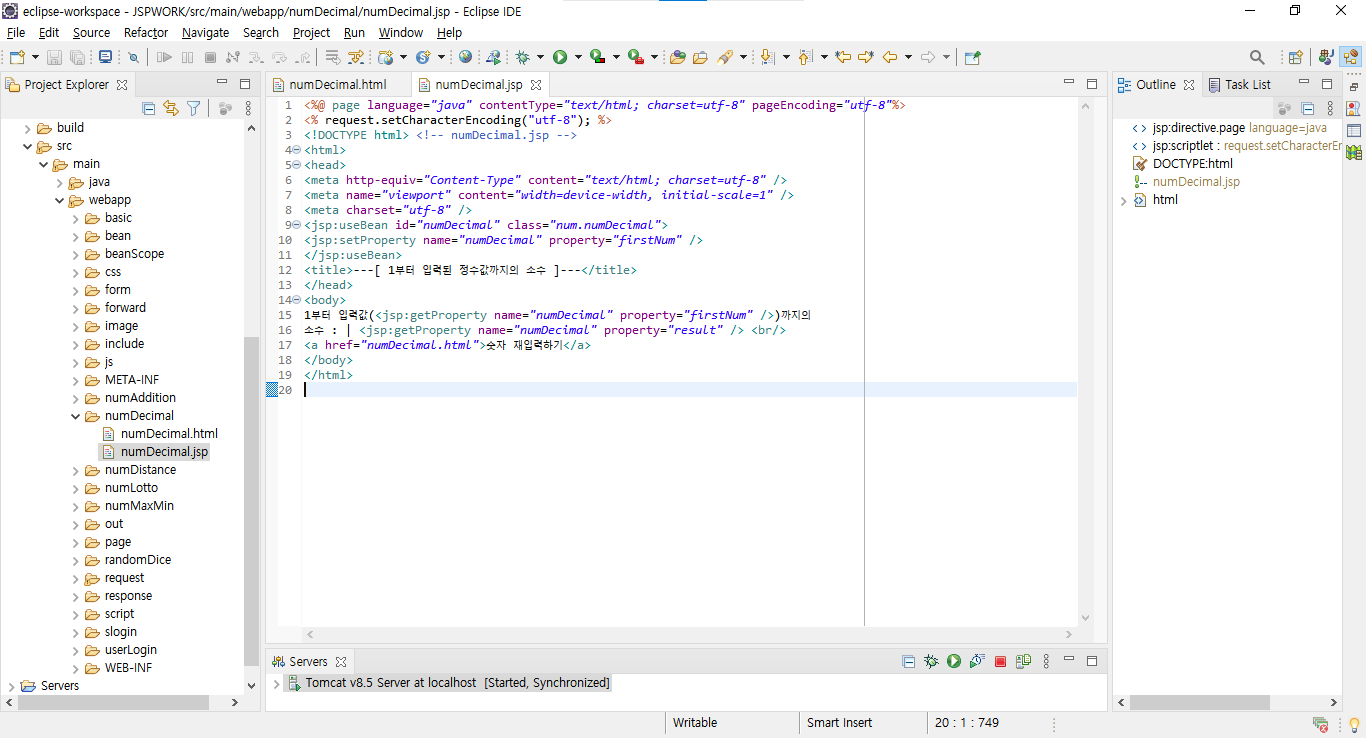 eclipse-workspace - JSPWORK/src/main/webapp/numDecimal/numDecimal.jsp - Eclipse IDE
File Edit Source Refactor Navigate Search Project Run Window Help
Project Explorer
build
src
main
java
webapp
basic
bean
beanScope
css
form
forward
image
include
js
META-INF
numAddition
numDecimal
numDecimal.html
numDecimal.jsp
numDistance
numLotto
numMaxMin
out
page
randomDice
request
response
script
slogin
userLogin
WEB-INF
Servers
numDecimal.html numDecimal.jsp
1 <%@ page language="java" contentType="text/html; charset=utf-8" pageEncoding="utf-8"%>
2 <% request.setCharacterEncoding("utf-8"); %>
3 <!DOCTYPE html> <!-- numDecimal.jsp -->
4 <html>
5 <head>
6 <meta http-equiv="Content-Type" content="text/html; charset=utf-8" />
7 <meta name="viewport" content="width=device-width, initial-scale=1" />
8 <meta charset="utf-8" />
9 <jsp:useBean id="numDecimal" class="num.numDecimal">
10 <jsp:setProperty name="numDecimal" property="firstNum" />
11 </jsp:useBean>
12 <title>---[ 1부터 입력된 정수값까지의 소수 ]---</title>
13 </head>
14 <body>
15 1부터 입력값(<jsp:getProperty name="numDecimal" property="firstNum" />)까지의
16 소수 : | <jsp:getProperty name="numDecimal" property="result" /> <br/>
17 <a href="numDecimal.html">숫자 재입력하기</a>
18 </body>
19 </html>
20
Servers
Tomcat v8.5 Server at localhost [Started, Synchronized]
Outline Task List
jsp:directive.page language=java
jsp:scriptlet : request.setCharacterEr
DOCTYPE:html
numDecimal.jsp
html
Writable Smart Insert 20 : 1 : 749